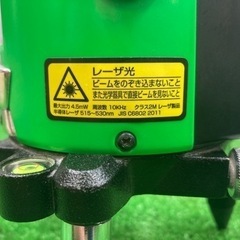 レーザ光
ビームをのぞき込まないこと
また光学器具で直接ビームを見ないこと
最大出力 4.5mW 周波数 10KHz クラス2M レーザ製品
半導体レーザ 515~530nm JIS C6802 2011